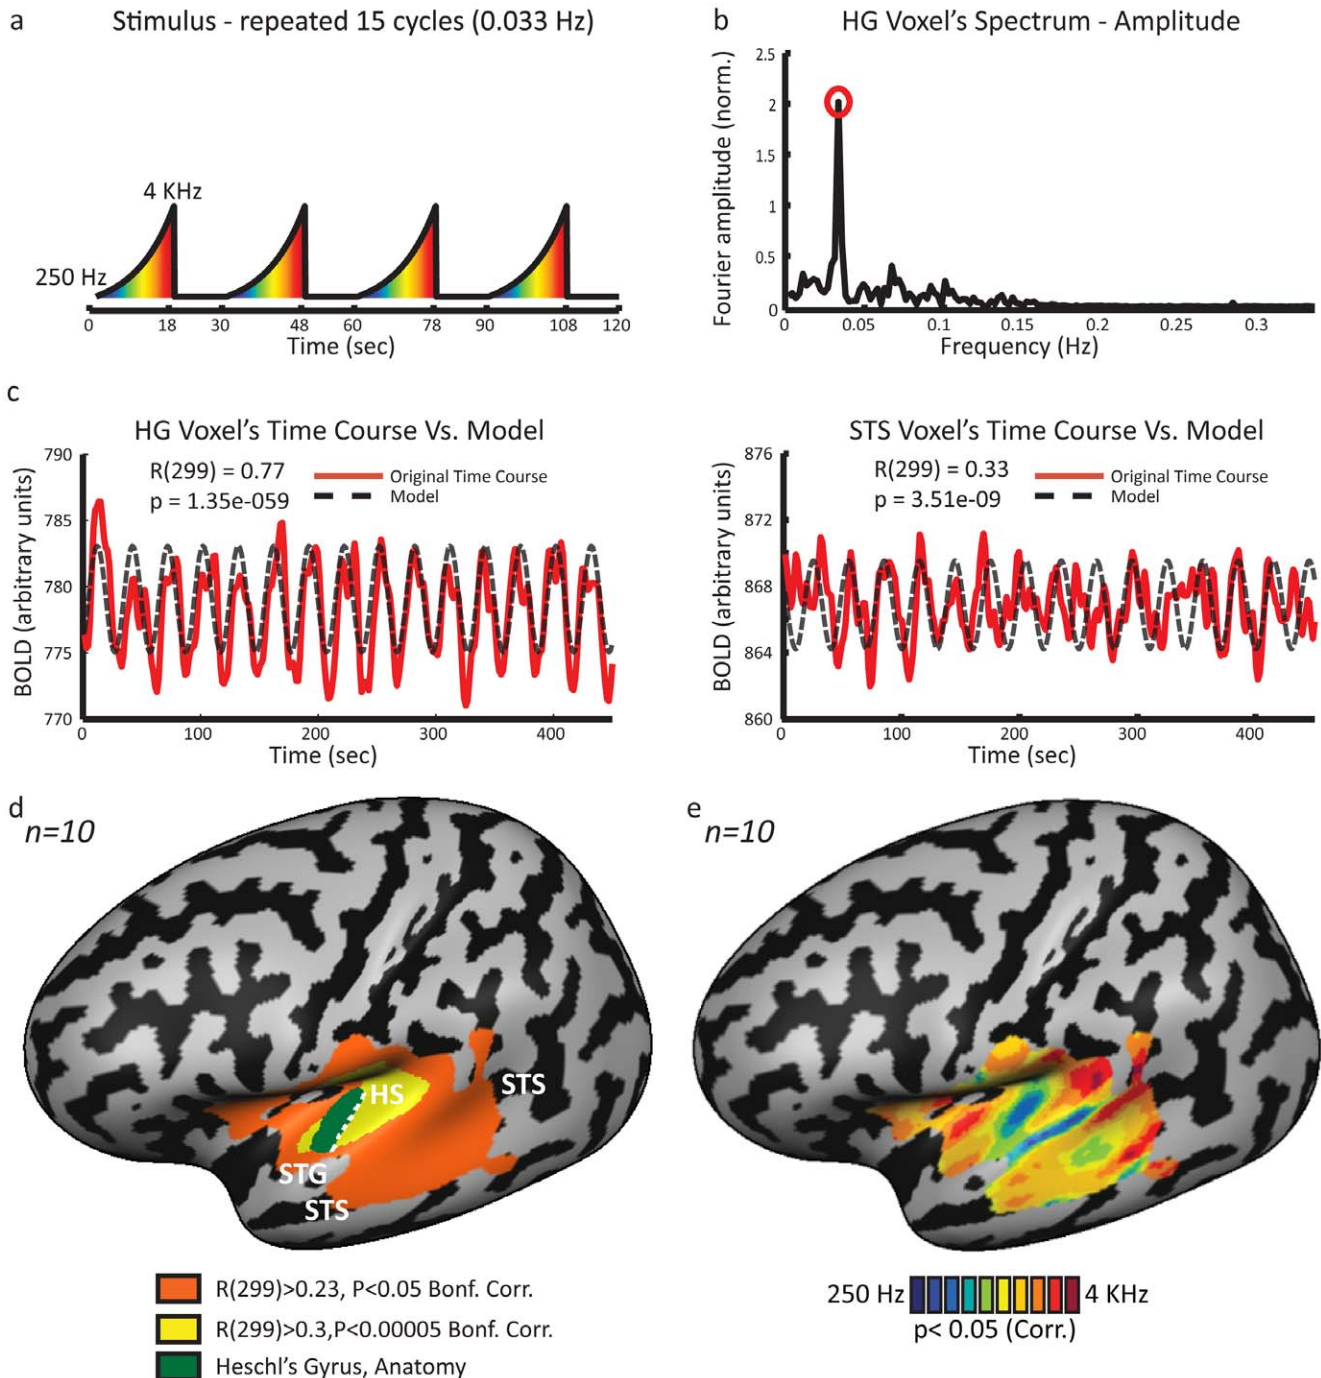 a
Stimulus - repeated 15 cycles (0.033 Hz)
4 KHz
250 Hz
0 18 30 48 60 78 90 108 120
Time (sec)
b
HG Voxel's Spectrum - Amplitude
Fourier amplitude (norm.)
2.5
2
1.5
1
0.5
0
0 0.05 0.1 0.15 0.2 0.25 0.3
Frequency (Hz)
c
HG Voxel's Time Course Vs. Model
R(299) = 0.77
p = 1.35e-059
Original Time Course
Model
BOLD (arbitrary units)
790
785
780
775
770
0 100 200 300 400
Time (sec)
STS Voxel's Time Course Vs. Model
R(299) = 0.33
p = 3.51e-09
Original Time Course
Model
BOLD (arbitrary units)
876
872
868
864
860
0 100 200 300 400
Time (sec)
d
n=10
HS
STS
STG
STS
R(299)>0.23, P<0.05 Bonf. Corr.
R(299)>0.3,P<0.00005 Bonf. Corr.
Heschl's Gyrus, Anatomy
e
n=10
250 Hz 4 KHz
p< 0.05 (Corr.)